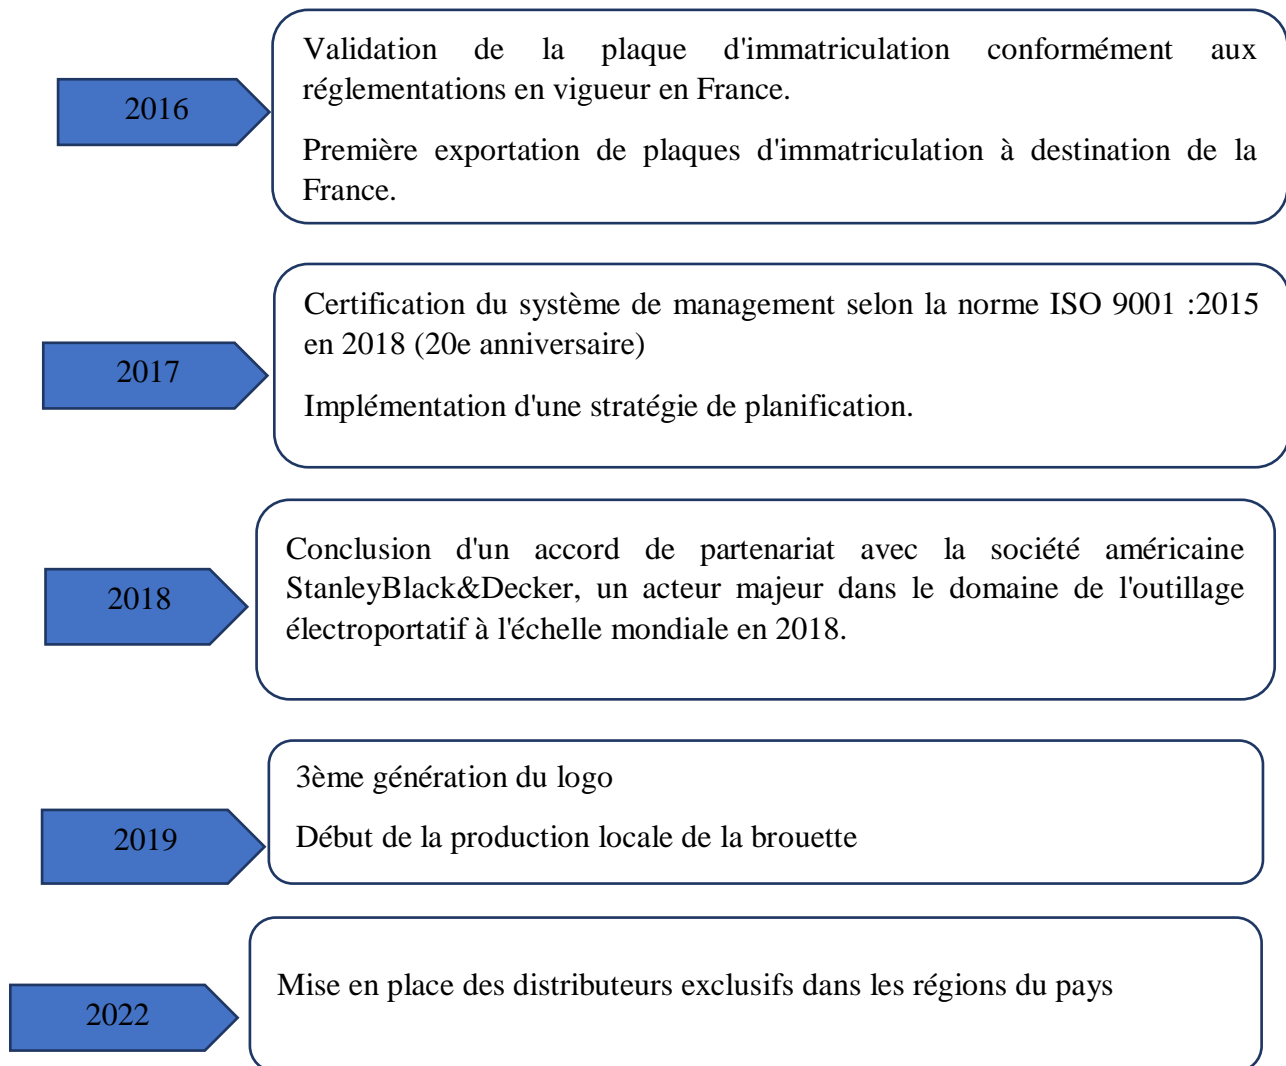 2016
Validation de la plaque d'immatriculation conformément aux
réglementations en vigueur en France.
Première exportation de plaques d'immatriculation à destination de la
France.
2017
Certification du système de management selon la norme ISO 9001 :2015
en 2018 (20e anniversaire)
Implémentation d'une stratégie de planification.
2018
Conclusion d'un accord de partenariat avec la société américaine
StanleyBlack&Decker, un acteur majeur dans le domaine de l'outillage
électroportatif à l'échelle mondiale en 2018.
2019
3ème génération du logo
Début de la production locale de la brouette
2022
Mise en place des distributeurs exclusifs dans les régions du pays